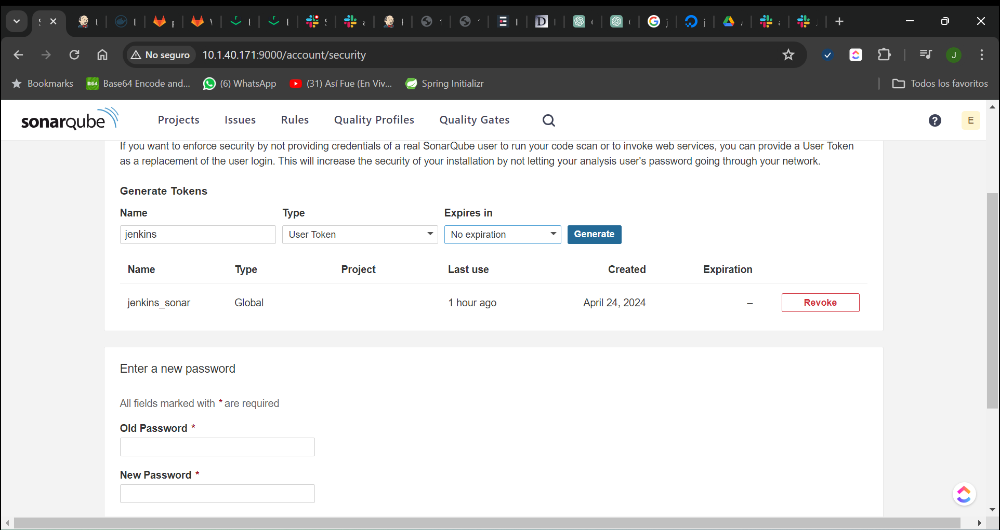 No seguro
10.1.40.171:9000/account/security
J
Bookmarks
B64
Base64 Encode and...
(6) WhatsApp
(31) Así Fue (En Viv...
Spring Initializr
Todos los favoritos
sonarqube
Projects
Issues
Rules
Quality Profiles
Quality Gates
?
E
If you want to enforce security by not providing credentials of a real SonarQube user to run your code scan or to invoke web services, you can provide a User Token
as a replacement of the user login. This will increase the security of your installation by not letting your analysis user's password going through your network.
Generate Tokens
Name
Type
Expires in
jenkins
User Token
No expiration
Generate
Name Type Project Last use Created Expiration
jenkins_sonar Global 1 hour ago April 24, 2024 – Revoke
Enter a new password
All fields marked with * are required
Old Password *
New Password *